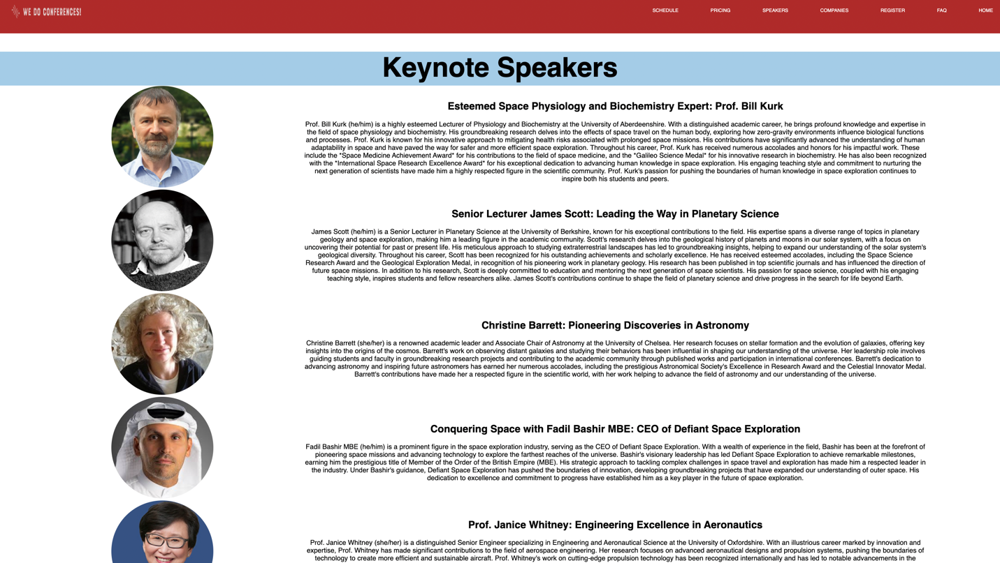 WE DO CONFERENCES!
SCHEDULE PRICING SPEAKERS COMPANIES REGISTER FAQ HOME
Keynote Speakers
Esteemed Space Physiology and Biochemistry Expert: Prof. Bill Kurk
Prof. Bill Kurk (he/him) is a highly esteemed Lecturer of Physiology and Biochemistry at the University of Aberdeenshire. With a distinguished academic career, he brings profound knowledge and expertise in
the field of space physiology and biochemistry. His groundbreaking research delves into the effects of space travel on the human body, exploring how zero-gravity environments influence biological functions
and processes. Prof. Kurk is known for his innovative approach to mitigating health risks associated with prolonged space missions. His contributions have significantly advanced the understanding of human
adaptability in space and have paved the way for safer and more efficient space exploration. Throughout his career, Prof. Kurk has received numerous accolades and honors for his impactful work. These
include the *Space Medicine Achievement Award* for his contributions to the field of space medicine, and the *Galileo Science Medal* for his innovative research in biochemistry. He has also been recognized
with the *International Space Research Excellence Award* for his exceptional dedication to advancing human knowledge in space exploration. His engaging teaching style and commitment to nurturing the
next generation of scientists have made him a highly respected figure in the scientific community. Prof. Kurk's passion for pushing the boundaries of human knowledge in space exploration continues to
inspire both his students and peers.
Senior Lecturer James Scott: Leading the Way in Planetary Science
James Scott (he/him) is a Senior Lecturer in Planetary Science at the University of Berkshire, known for his exceptional contributions to the field. His expertise spans a diverse range of topics in planetary
geology and space exploration, making him a leading figure in the academic community. Scott's research delves into the geological history of planets and moons in our solar system, with a focus on
uncovering their potential for past or present life. His meticulous approach to studying extraterrestrial landscapes has led to groundbreaking insights, helping to expand our understanding of the solar system's
geological diversity. Throughout his career, Scott has been recognized for his outstanding achievements and scholarly excellence. He has received esteemed accolades, including the Space Science
Research Award and the Geological Exploration Medal, in recognition of his pioneering work in planetary geology. His research has been published in top scientific journals and has influenced the direction of
future space missions. In addition to his research, Scott is deeply committed to education and mentoring the next generation of space scientists. His passion for space science, coupled with his engaging
teaching style, inspires students and fellow researchers alike. James Scott's contributions continue to shape the field of planetary science and drive progress in the search for life beyond Earth.
Christine Barrett: Pioneering Discoveries in Astronomy
Christine Barrett (she/her) is a renowned academic leader and Associate Chair of Astronomy at the University of Chelsea. Her research focuses on stellar formation and the evolution of galaxies, offering key
insights into the origins of the cosmos. Barrett's work on observing distant galaxies and studying their behaviors has been influential in shaping our understanding of the universe. Her leadership role involves
guiding students and faculty in groundbreaking research projects and contributing to the academic community through published works and participation in international conferences. Barrett's dedication to
advancing astronomy and inspiring future astronomers has earned her numerous accolades, including the prestigious Astronomical Society's Excellence in Research Award and the Celestial Innovator Medal.
Barrett's contributions have made her a respected figure in the scientific world, with her work helping to advance the field of astronomy and our understanding of the universe.
Conquering Space with Fadil Bashir MBE: CEO of Defiant Space Exploration
Fadil Bashir MBE (he/him) is a prominent figure in the space exploration industry, serving as the CEO of Defiant Space Exploration. With a wealth of experience in the field, Bashir has been at the forefront of
pioneering space missions and advancing technology to explore the farthest reaches of the universe. Bashir's visionary leadership has led Defiant Space Exploration to achieve remarkable milestones,
earning him the prestigious title of Member of the Order of the British Empire (MBE). His strategic approach to tackling complex challenges in space travel and exploration has made him a respected leader in
the industry. Under Bashir's guidance, Defiant Space Exploration has pushed the boundaries of innovation, developing groundbreaking projects that have expanded our understanding of outer space. His
dedication to excellence and commitment to progress have established him as a key player in the future of space exploration.
Prof. Janice Whitney: Engineering Excellence in Aeronautics
Prof. Janice Whitney (she/her) is a distinguished Senior Engineer specializing in Engineering and Aeronautical Science at the University of Oxfordshire. With an illustrious career marked by innovation and
expertise, Prof. Whitney has made significant contributions to the field of aerospace engineering. Her research focuses on advanced aeronautical designs and propulsion systems, pushing the boundaries of
technology to create more efficient and sustainable aircraft. Prof. Whitney's work on cutting-edge propulsion technology has been recognized internationally and has led to notable advancements in the